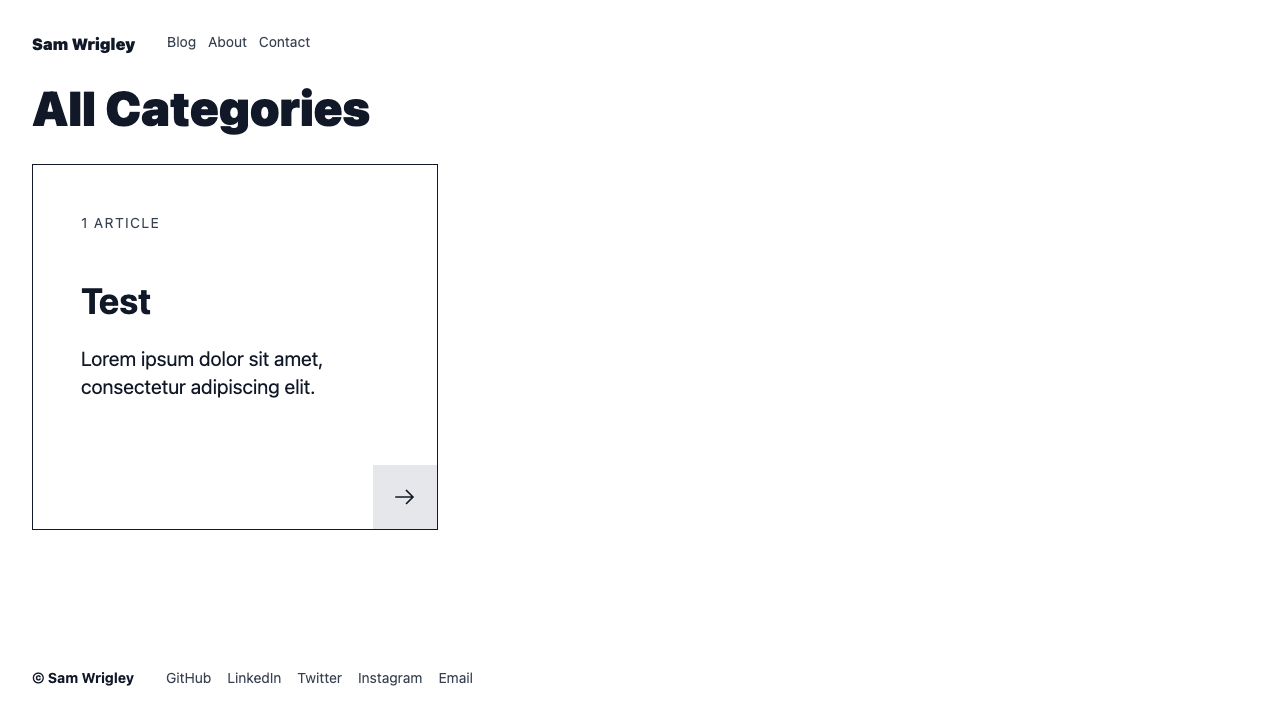 Sam Wrigley Blog About Contact
All Categories
1 ARTICLE
Test
Lorem ipsum dolor sit amet,
consectetur adipiscing elit.
© Sam Wrigley GitHub LinkedIn Twitter Instagram Email